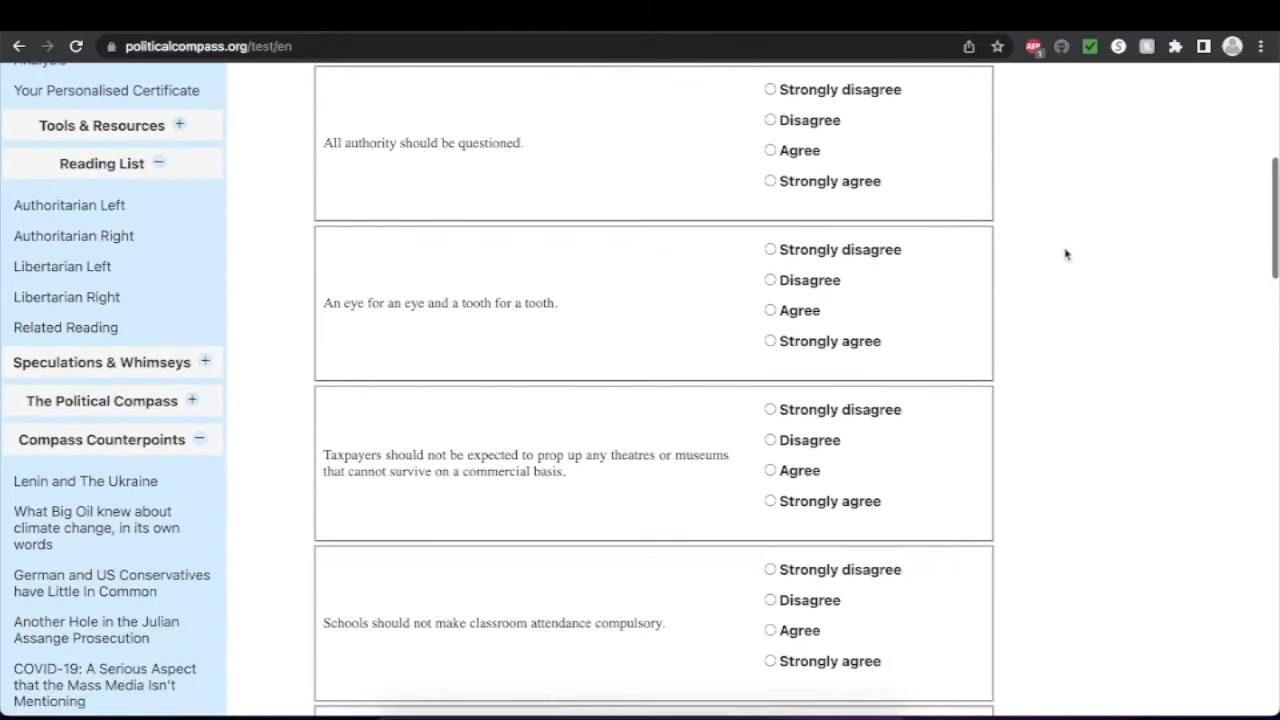 politicalcompass.org/test/en
ABP
1
S
Your Personalised Certificate
Tools & Resources +
Reading List −
Authoritarian Left
Authoritarian Right
Libertarian Left
Libertarian Right
Related Reading
Speculations & Whimseys +
The Political Compass +
Compass Counterpoints −
Lenin and The Ukraine
What Big Oil knew about
climate change, in its own
words
German and US Conservatives
have Little In Common
Another Hole in the Julian
Assange Prosecution
COVID-19: A Serious Aspect
that the Mass Media Isn't
Mentioning
All authority should be questioned.
Strongly disagree
Disagree
Agree
Strongly agree
An eye for an eye and a tooth for a tooth.
Strongly disagree
Disagree
Agree
Strongly agree
Taxpayers should not be expected to prop up any theatres or museums
that cannot survive on a commercial basis.
Strongly disagree
Disagree
Agree
Strongly agree
Schools should not make classroom attendance compulsory.
Strongly disagree
Disagree
Agree
Strongly agree